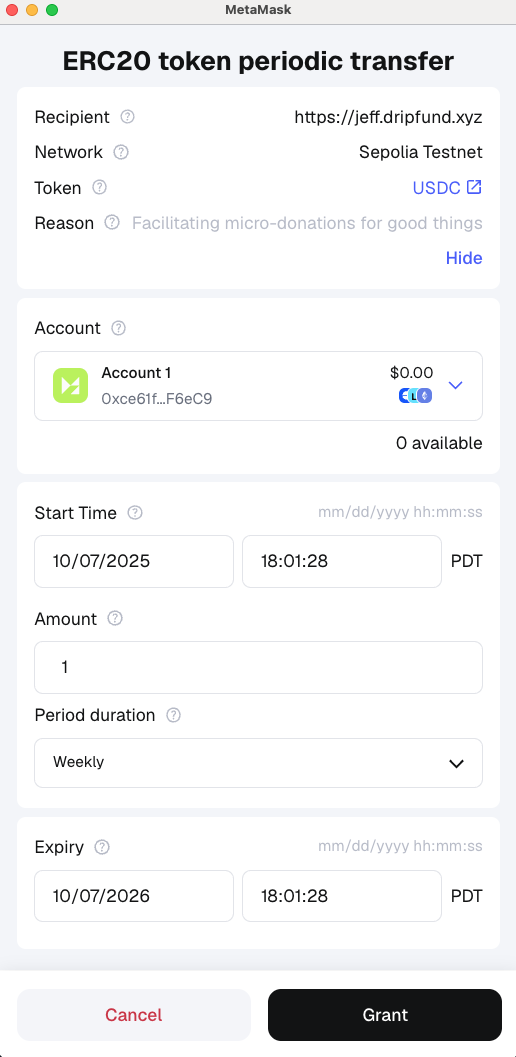 MetaMask
ERC20 token periodic transfer
Recipient https://jeff.dripfund.xyz
Network Sepolia Testnet
Token USDC
Reason Facilitating micro-donations for good things
Hide
Account
Account 1 $0.00
0xce61f...F6eC9
0 available
Start Time mm/dd/yyyy hh:mm:ss
10/07/2025 18:01:28 PDT
Amount
1
Period duration
Weekly
Expiry mm/dd/yyyy hh:mm:ss
10/07/2026 18:01:28 PDT
Cancel Grant